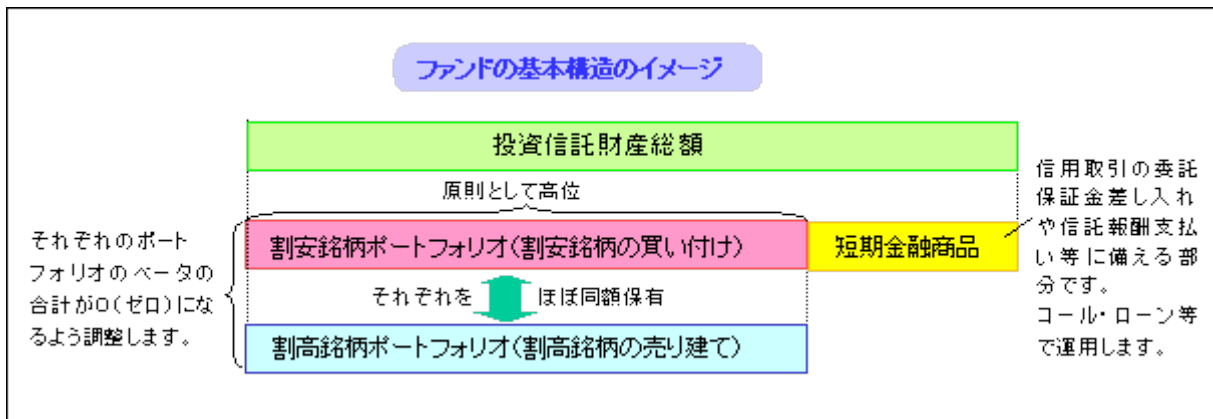 ファンドの基本構造のイメージ
投資信託財産総額
原則として高位
割安銘柄ポートフォリオ(割安銘柄の買い付け)
短期金融商品
それぞれを
ほぼ同額保有
割高銘柄ポートフォリオ(割高銘柄の売り建て)
それぞれのポート
フォリオのベータの
合計が0(ゼロ)にな
るよう調整します。
信用取引の委託
保証金差し入れ
や信託報酬支払
い等に備える部
分です。
コール・ローン等
で運用します。